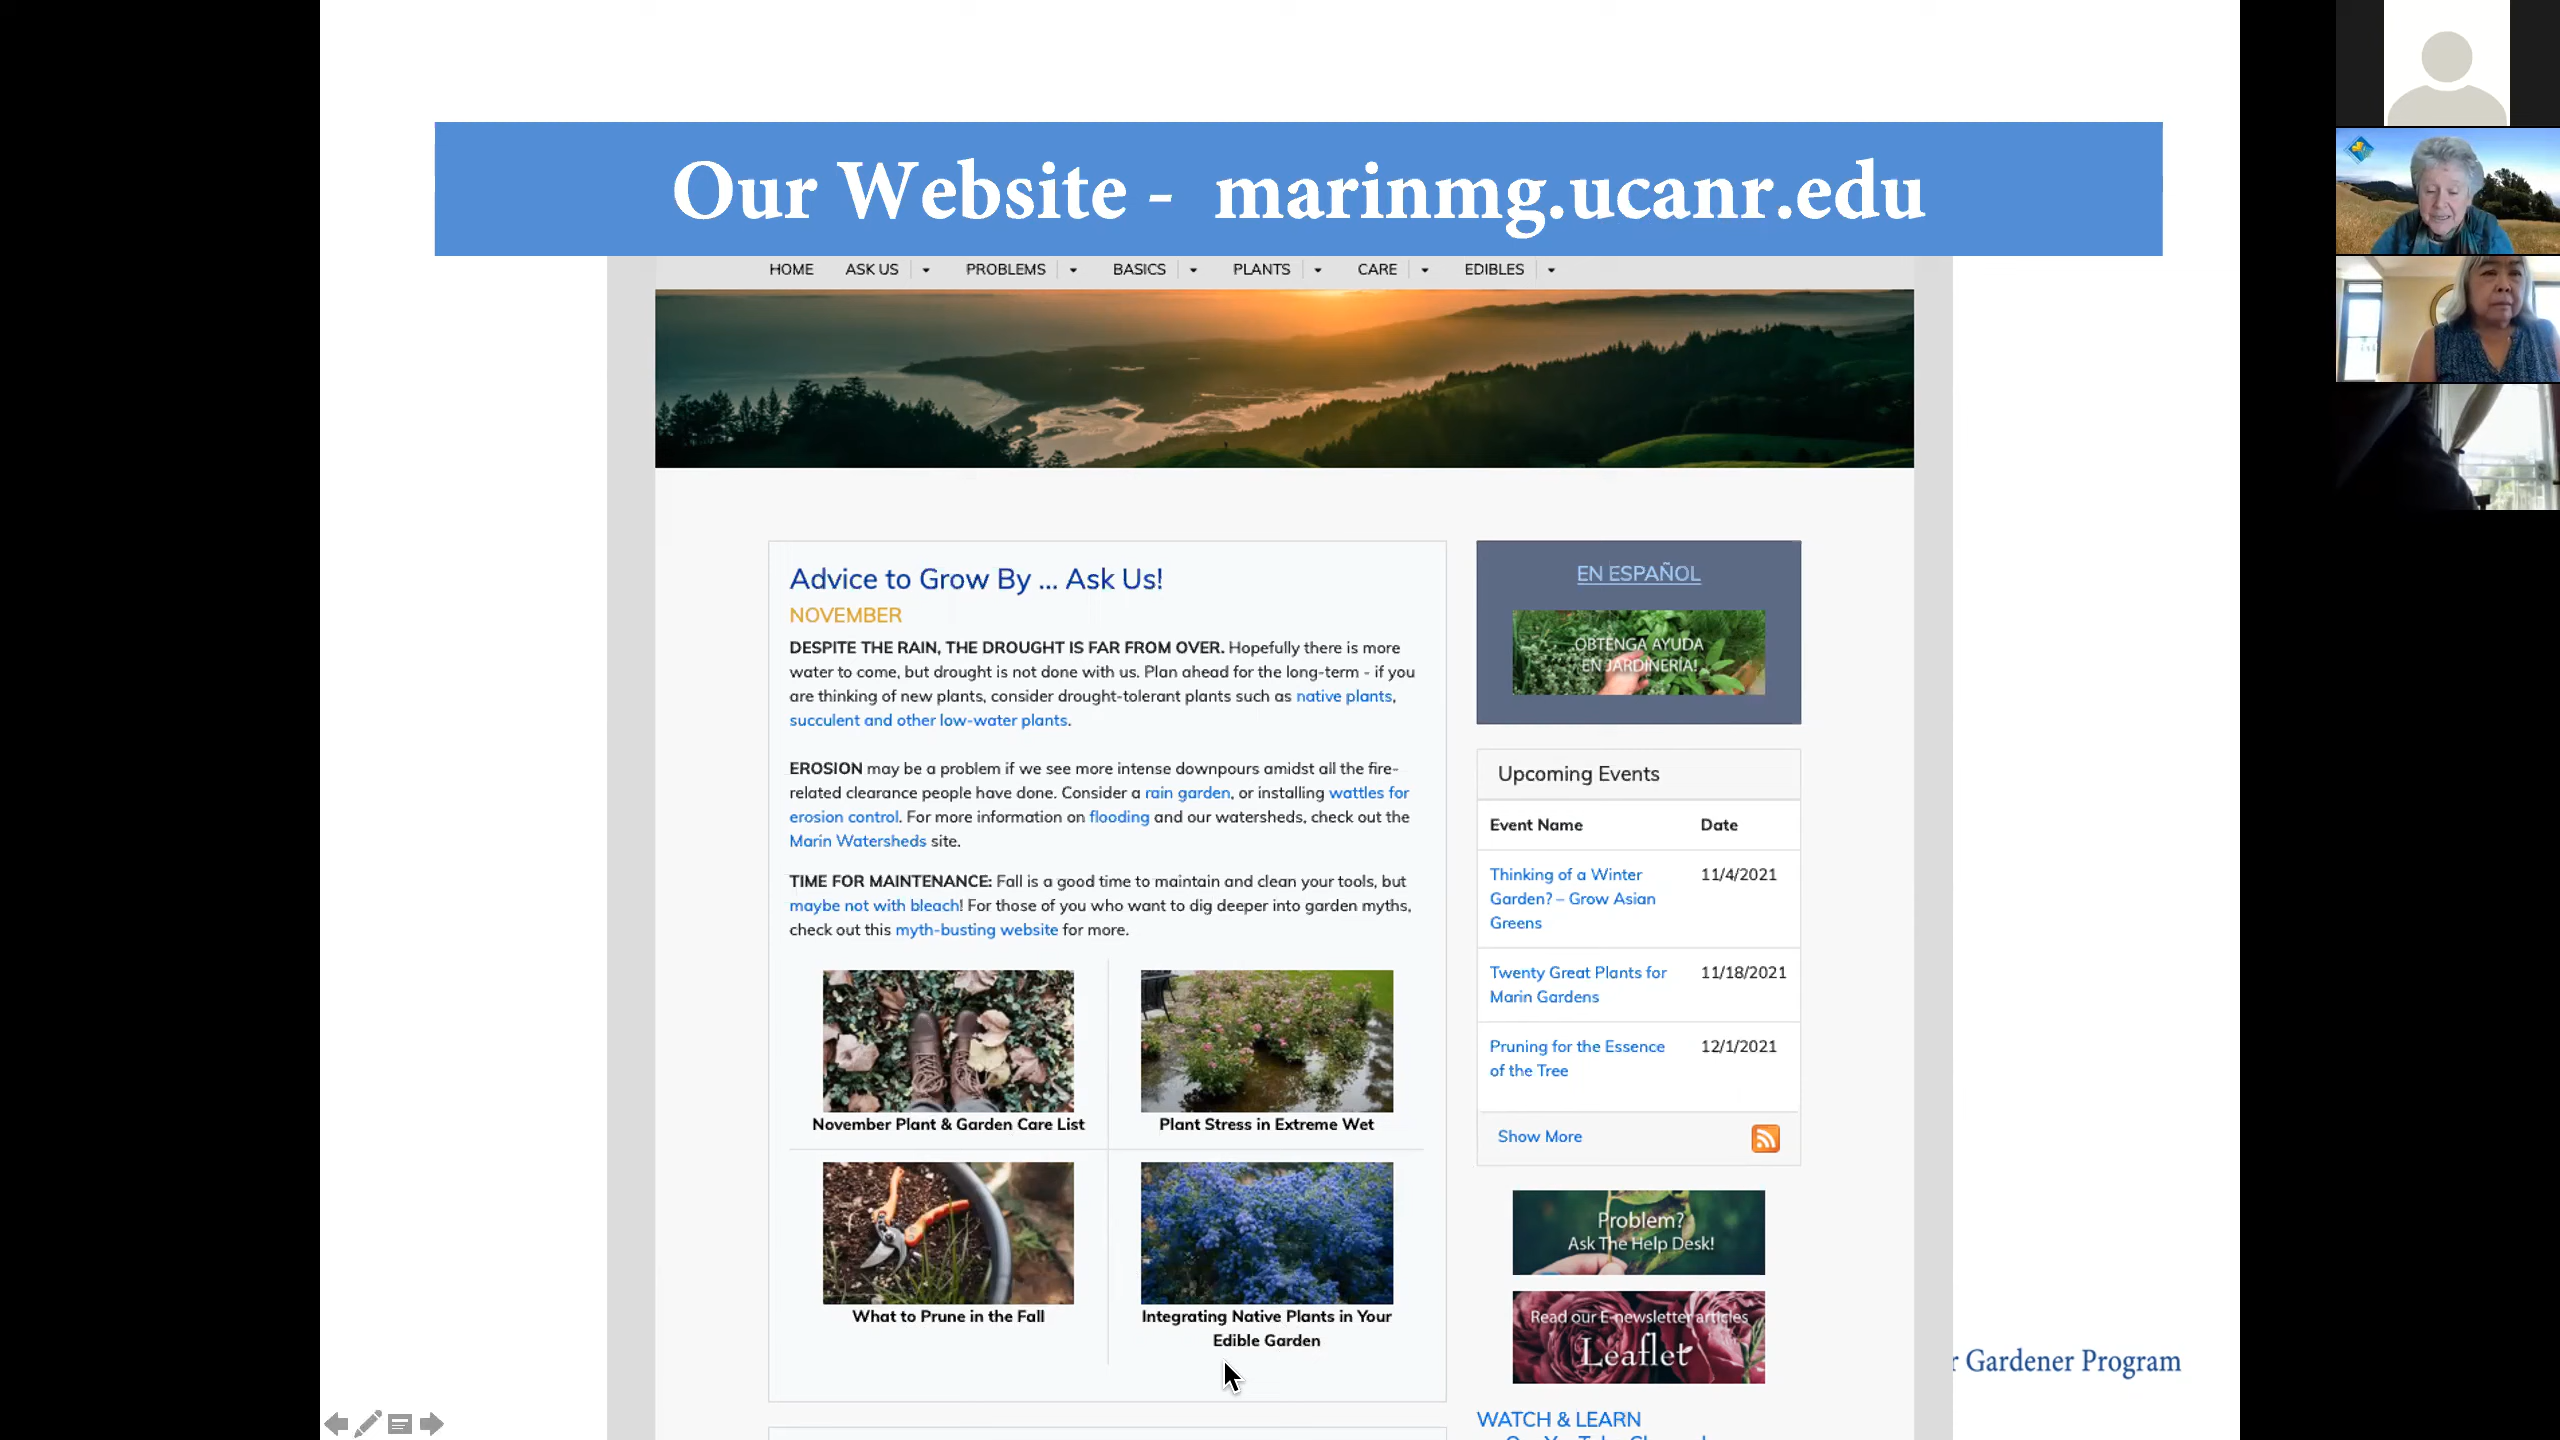 Our Website - marinmg.ucanr.edu
HOME ASK US PROBLEMS BASICS PLANTS CARE EDIBLES
Advice to Grow By ... Ask Us!
NOVEMBER
DESPITE THE RAIN, THE DROUGHT IS FAR FROM OVER. Hopefully there is more
water to come, but drought is not done with us. Plan ahead for the long-term - if you
are thinking of new plants, consider drought-tolerant plants such as native plants,
succulent and other low-water plants.
EROSION may be a problem if we see more intense downpours amidst all the fire-
related clearance people have done. Consider a rain garden, or installing wattles for
erosion control. For more information on flooding and our watersheds, check out the
Marin Watersheds site.
TIME FOR MAINTENANCE: Fall is a good time to maintain and clean your tools, but
maybe not with bleach! For those of you who want to dig deeper into garden myths,
check out this myth-busting website for more.
November Plant & Garden Care List
Plant Stress in Extreme Wet
What to Prune in the Fall
Integrating Native Plants in Your
Edible Garden
EN ESPAÑOL
OBTENGA AYUDA
EN JARDINERÍA!
Upcoming Events
Event Name Date
Thinking of a Winter 11/4/2021
Garden? – Grow Asian
Greens
Twenty Great Plants for 11/18/2021
Marin Gardens
Pruning for the Essence 12/1/2021
of the Tree
Show More
Problem?
Ask The Help Desk!
Read our E-newsletter articles
Leaflet
WATCH & LEARN
r Gardener Program